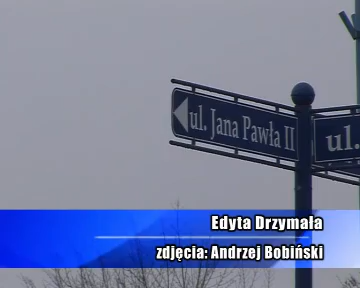 ul. Jana Pawła II
ul.
Edyta Drzymała
zdjęcia: Andrzej Bobiński